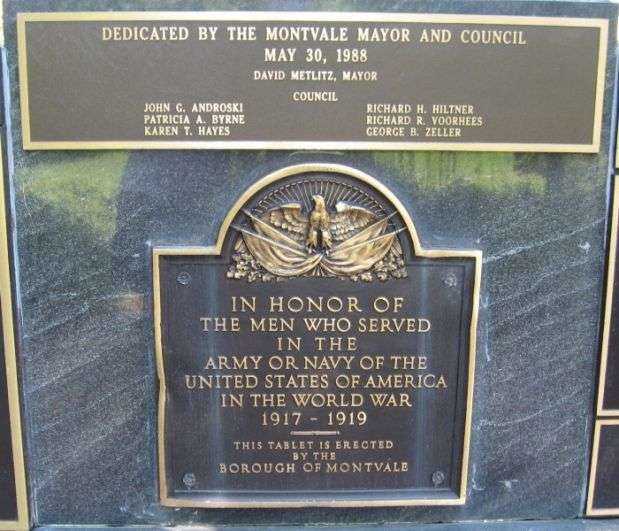 DEDICATED BY THE MONTVALE MAYOR AND COUNCIL
MAY 30, 1988
DAVID METLITZ, MAYOR
COUNCIL
JOHN G. ANDROSKI
PATRICIA A. BYRNE
KAREN T. HAYES
RICHARD H. HILTNER
RICHARD R. VOORHEES
GEORGE B. ZELLER
IN HONOR OF
THE MEN WHO SERVED
IN THE
ARMY OR NAVY OF THE
UNITED STATES OF AMERICA
IN THE WORLD WAR
1917 - 1919
THIS TABLET IS ERECTED
BY THE
BOROUGH OF MONTVALE